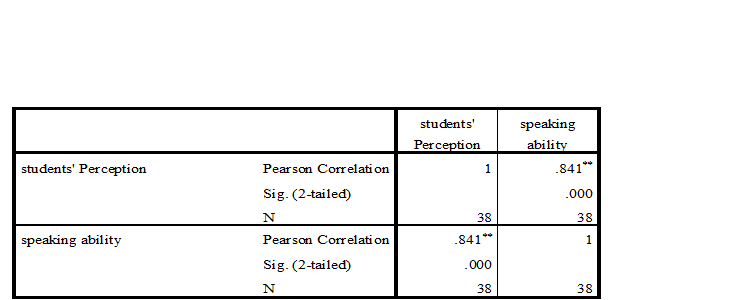 students' Perception speaking ability
students' Perception Pearson Correlation 1 .841**
Sig. (2-tailed) .000
N 38 38
speaking ability Pearson Correlation .841** 1
Sig. (2-tailed) .000
N 38 38